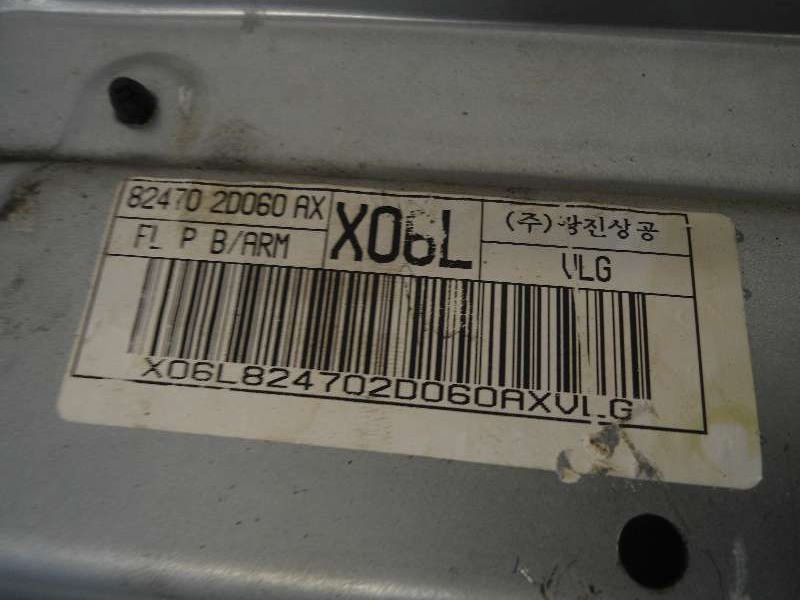 82470 2D060 AX
X06L
(주)광진상공
FL P B/ARM
VLG
X06L824702D060AXVLG